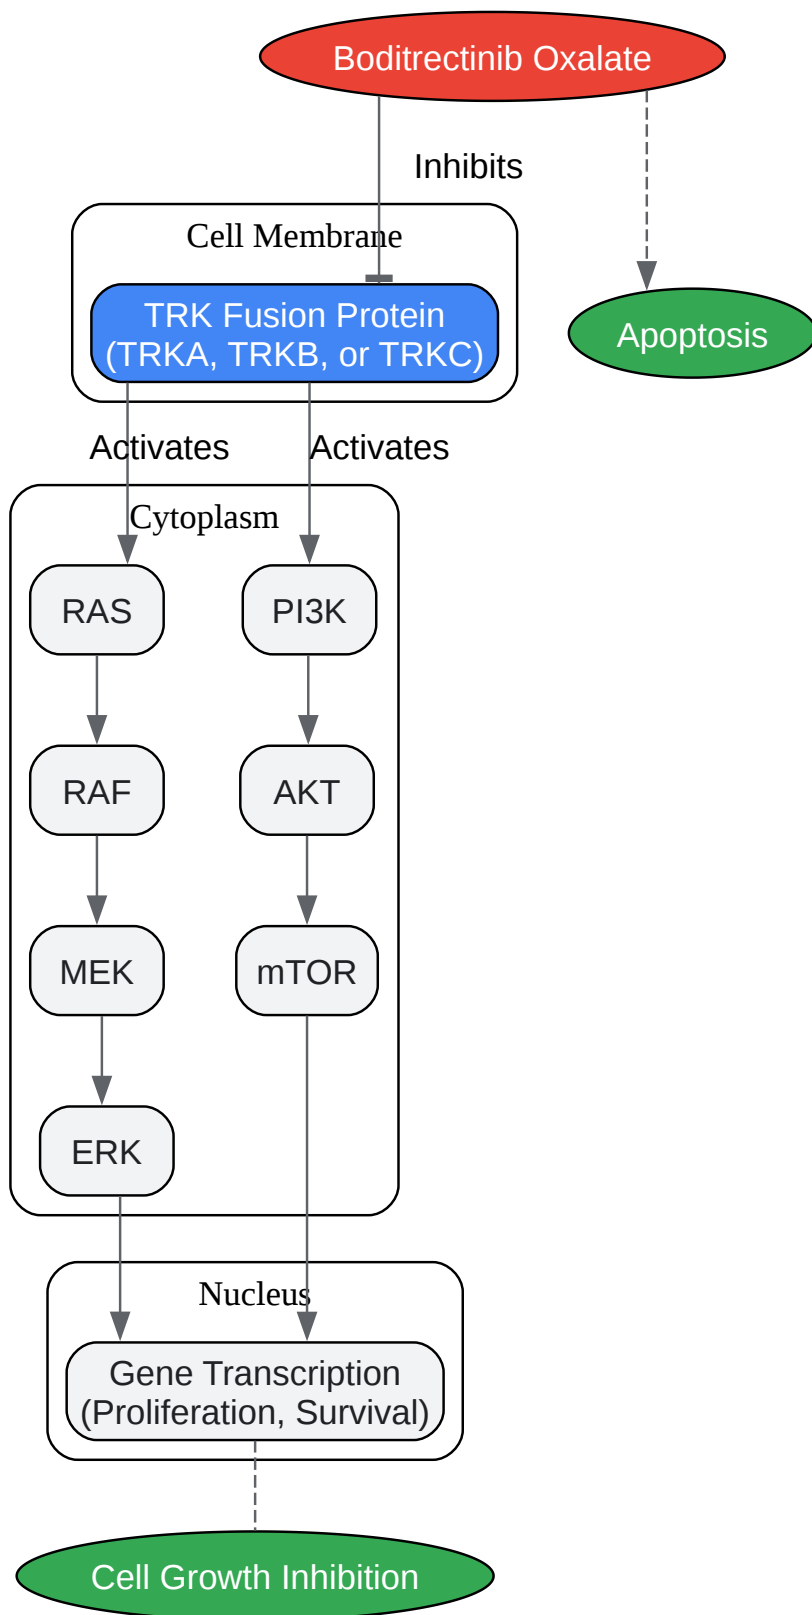 Boditrectinib Oxalate
Inhibits
Cell Membrane
TRK Fusion Protein
(TRKA, TRKB, or TRKC)
Apoptosis
Activates
Activates
Cytoplasm
RAS
PI3K
RAF
AKT
MEK
mTOR
ERK
Nucleus
Gene Transcription
(Proliferation, Survival)
Cell Growth Inhibition